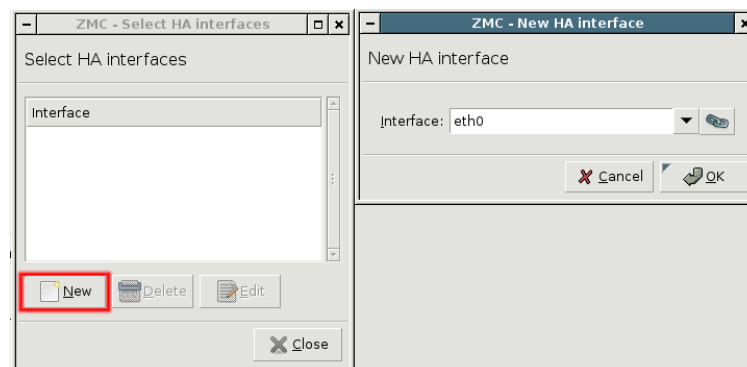 ZMC - Select HA interfaces
Select HA interfaces
Interface
New Delete Edit
Close
ZMC - New HA interface
New HA interface
Interface: eth0
Cancel OK